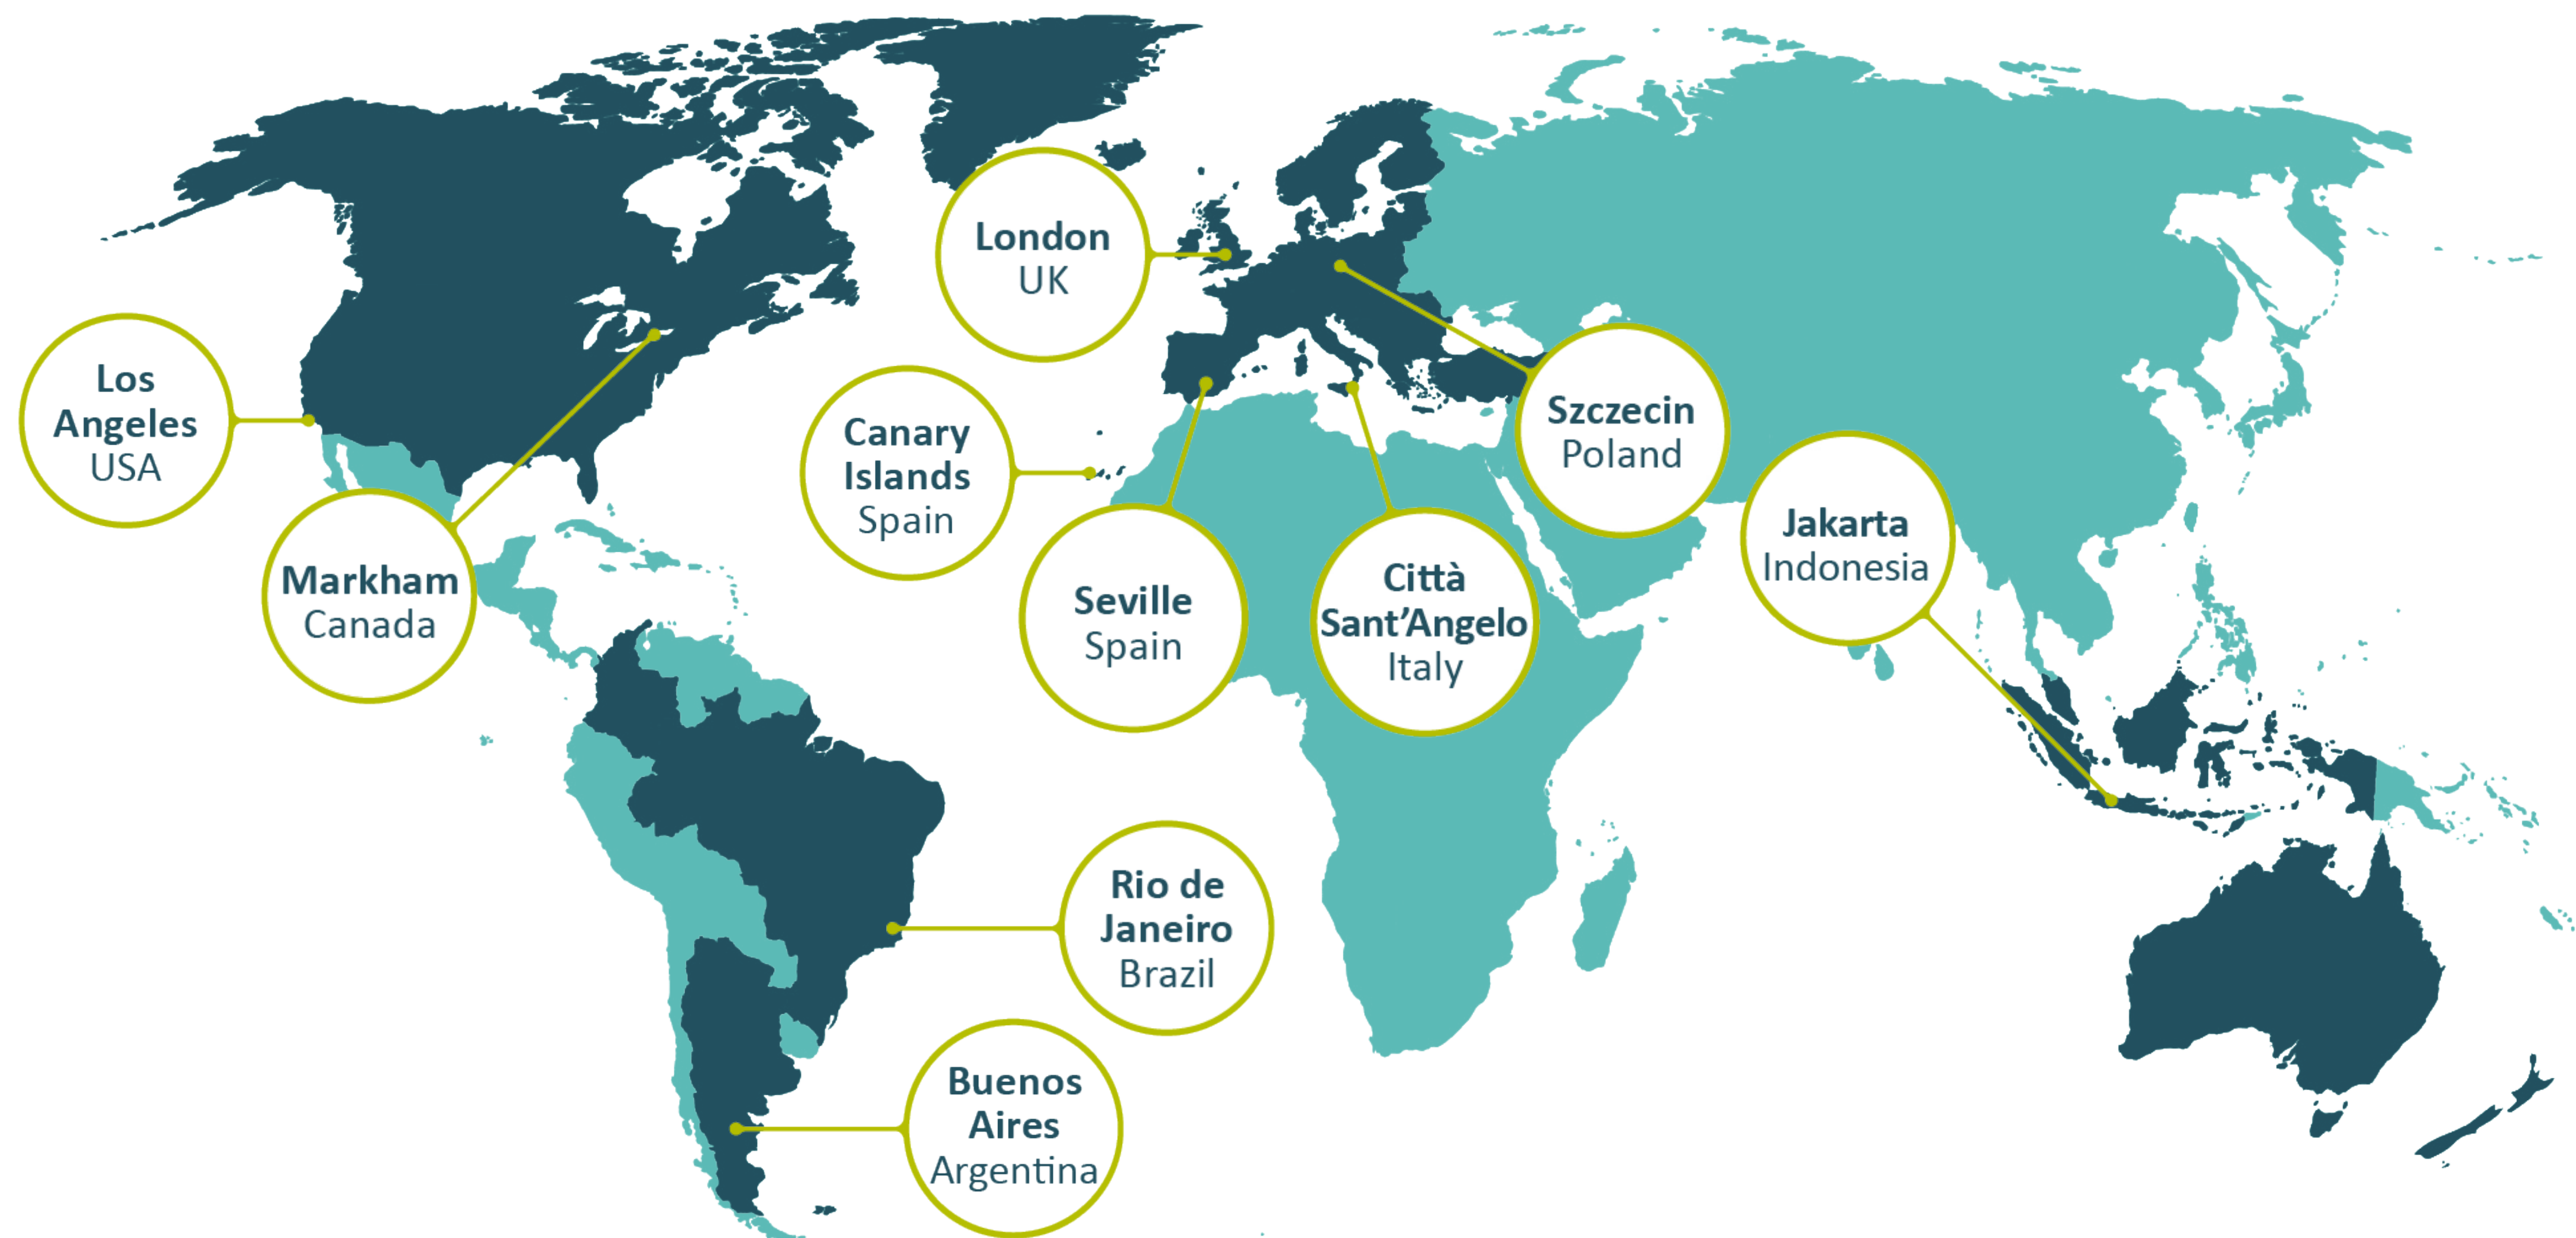 London
UK
Los
Angeles
USA
Canary
Islands
Spain
Szczecin
Poland
Jakarta
Indonesia
Markham
Canada
Seville
Spain
Città
Sant’Angelo
Italy
Rio de
Janeiro
Brazil
Buenos
Aires
Argentina